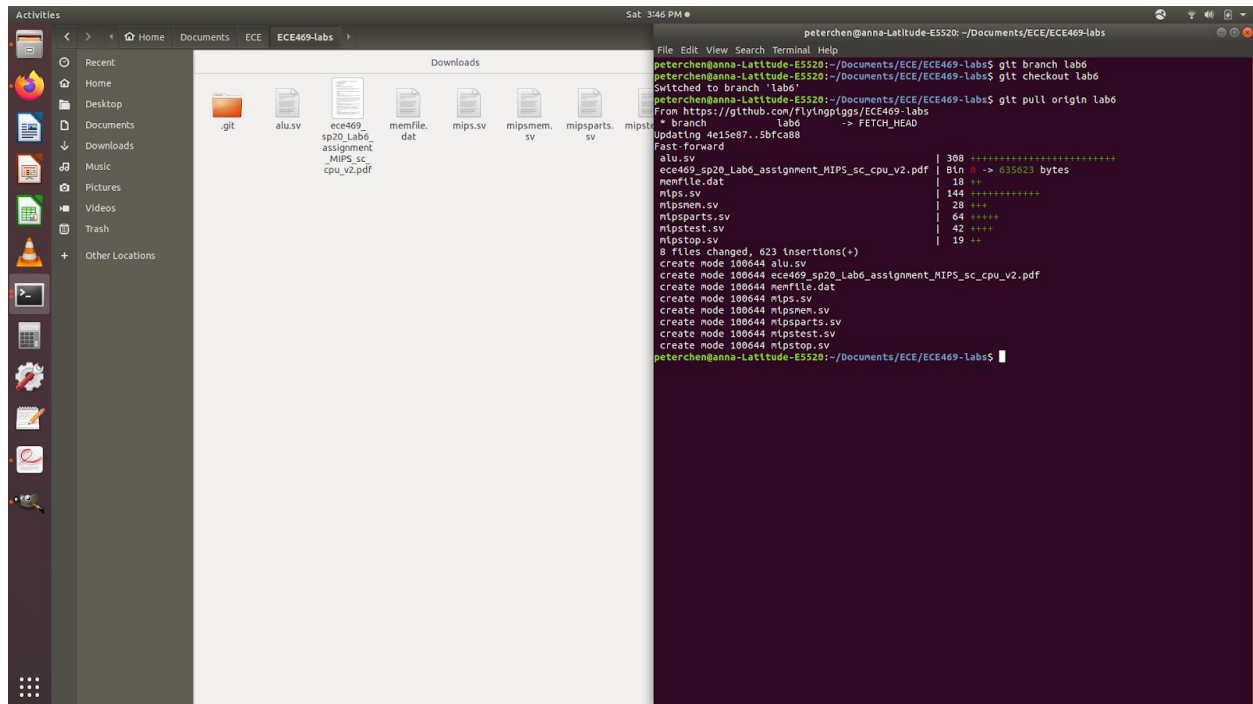 Activities
Sat 3:46 PM
Home Documents ECE ECE469-labs
Recent
Home
Desktop
Documents
Downloads
Music
Pictures
Videos
Trash
+ Other Locations
Downloads
.git
alu.sv
ece469_
sp20_Lab6_
assignment
_MIPS_sc_
cpu_v2.pdf
memfile.
dat
mips.sv
mipsmem.
sv
mipsparts.
sv
mipste
peterchen@anna-Latitude-E5520: ~/Documents/ECE/ECE469-labs
File Edit View Search Terminal Help
peterchen@anna-Latitude-E5520:~/Documents/ECE/ECE469-labs$ git branch lab6
peterchen@anna-Latitude-E5520:~/Documents/ECE/ECE469-labs$ git checkout lab6
Switched to branch 'lab6'
peterchen@anna-Latitude-E5520:~/Documents/ECE/ECE469-labs$ git pull origin lab6
From https://github.com/flyingpiggs/ECE469-labs
* branch lab6 -> FETCH_HEAD
Updating 4e15e87..5bfca88
Fast-forward
alu.sv | 308 +++++++++++++++++++++++++
ece469_sp20_Lab6_assignment_MIPS_sc_cpu_v2.pdf | Bin 0 -> 635623 bytes
memfile.dat | 18 ++
mips.sv | 144 ++++++++++++
mipsmem.sv | 28 +++
mipsparts.sv | 64 +++++
mipstest.sv | 42 ++++
mipstop.sv | 19 ++
8 files changed, 623 insertions(+)
create mode 100644 alu.sv
create mode 100644 ece469_sp20_Lab6_assignment_MIPS_sc_cpu_v2.pdf
create mode 100644 memfile.dat
create mode 100644 mips.sv
create mode 100644 mipsmem.sv
create mode 100644 mipsparts.sv
create mode 100644 mipstest.sv
create mode 100644 mipstop.sv
peterchen@anna-Latitude-E5520:~/Documents/ECE/ECE469-labs$